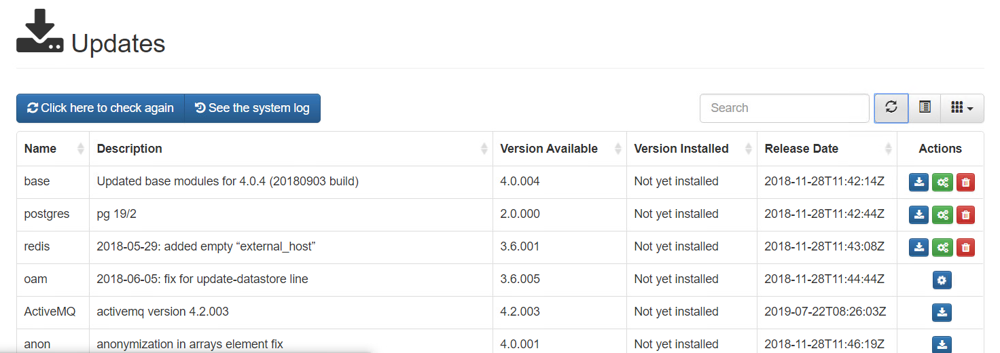 Updates
Click here to check again See the system log Search
Name Description Version Available Version Installed Release Date Actions
base Updated base modules for 4.0.4 (20180903 build) 4.0.004 Not yet installed 2018-11-28T11:42:14Z
postgres pg 19/2 2.0.000 Not yet installed 2018-11-28T11:42:44Z
redis 2018-05-29: added empty “external_host” 3.6.001 Not yet installed 2018-11-28T11:43:08Z
oam 2018-06-05: fix for update-datastore line 3.6.005 Not yet installed 2018-11-28T11:44:44Z
ActiveMQ activemq version 4.2.003 4.2.003 Not yet installed 2019-07-22T08:26:03Z
anon anonymization in arrays element fix 4.0.001 Not yet installed 2018-11-28T11:46:19Z